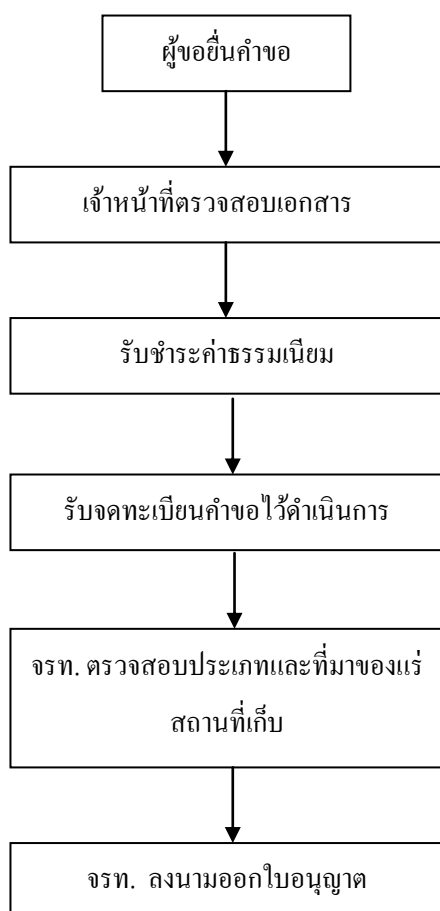 ผู้ขอยื่นคำขอ
เจ้าหน้าที่ตรวจสอบเอกสาร
รับชำระค่าธรรมเนียม
รับจดทะเบียนคำขอไว้ดำเนินการ
จรท. ตรวจสอบประเภทและที่มาของแร่
สถานที่เก็บ
จรท. ลงนามออกใบอนุญาต